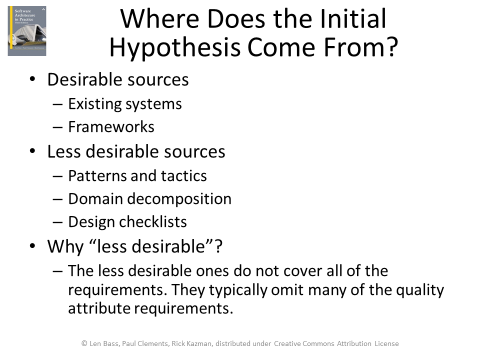 Software
Architecture
in Practice
Where Does the Initial
Hypothesis Come From?
• Desirable sources
– Existing systems
– Frameworks
• Less desirable sources
– Patterns and tactics
– Domain decomposition
– Design checklists
• Why “less desirable”?
– The less desirable ones do not cover all of the
requirements. They typically omit many of the quality
attribute requirements.
© Len Bass, Paul Clements, Rick Kazman, distributed under Creative Commons Attribution License